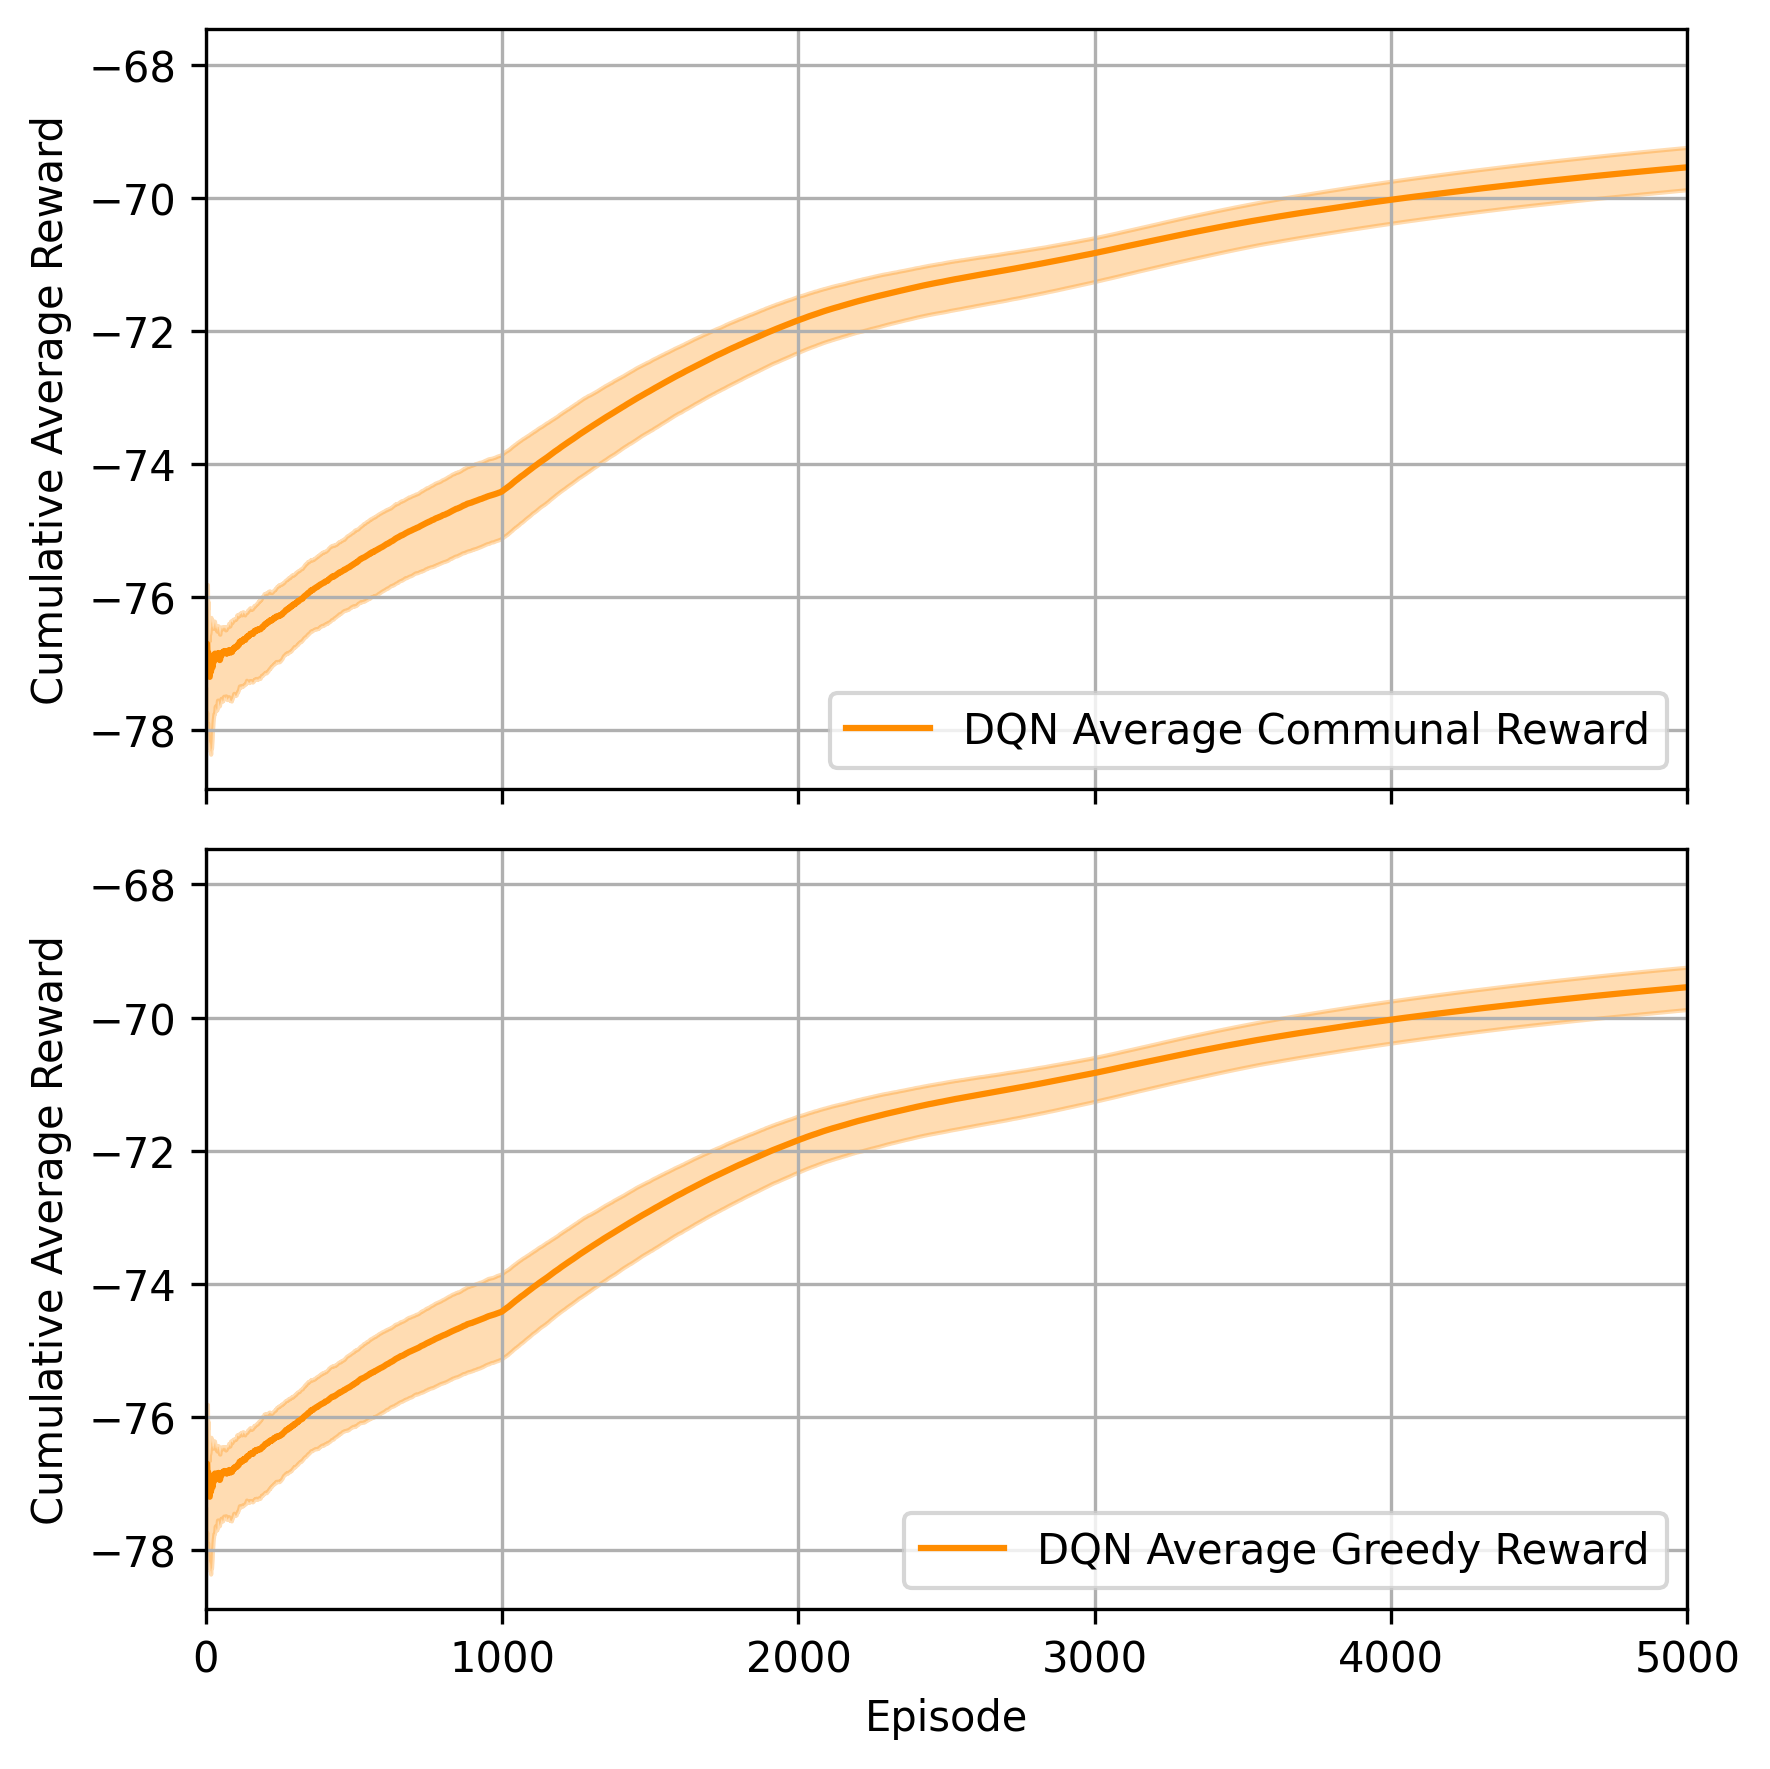 −68
−70
−72
−74
−76
−78
Cumulative Average Reward
DQN Average Communal Reward
−68
−70
−72
−74
−76
−78
Cumulative Average Reward
DQN Average Greedy Reward
0 1000 2000 3000 4000 5000
Episode